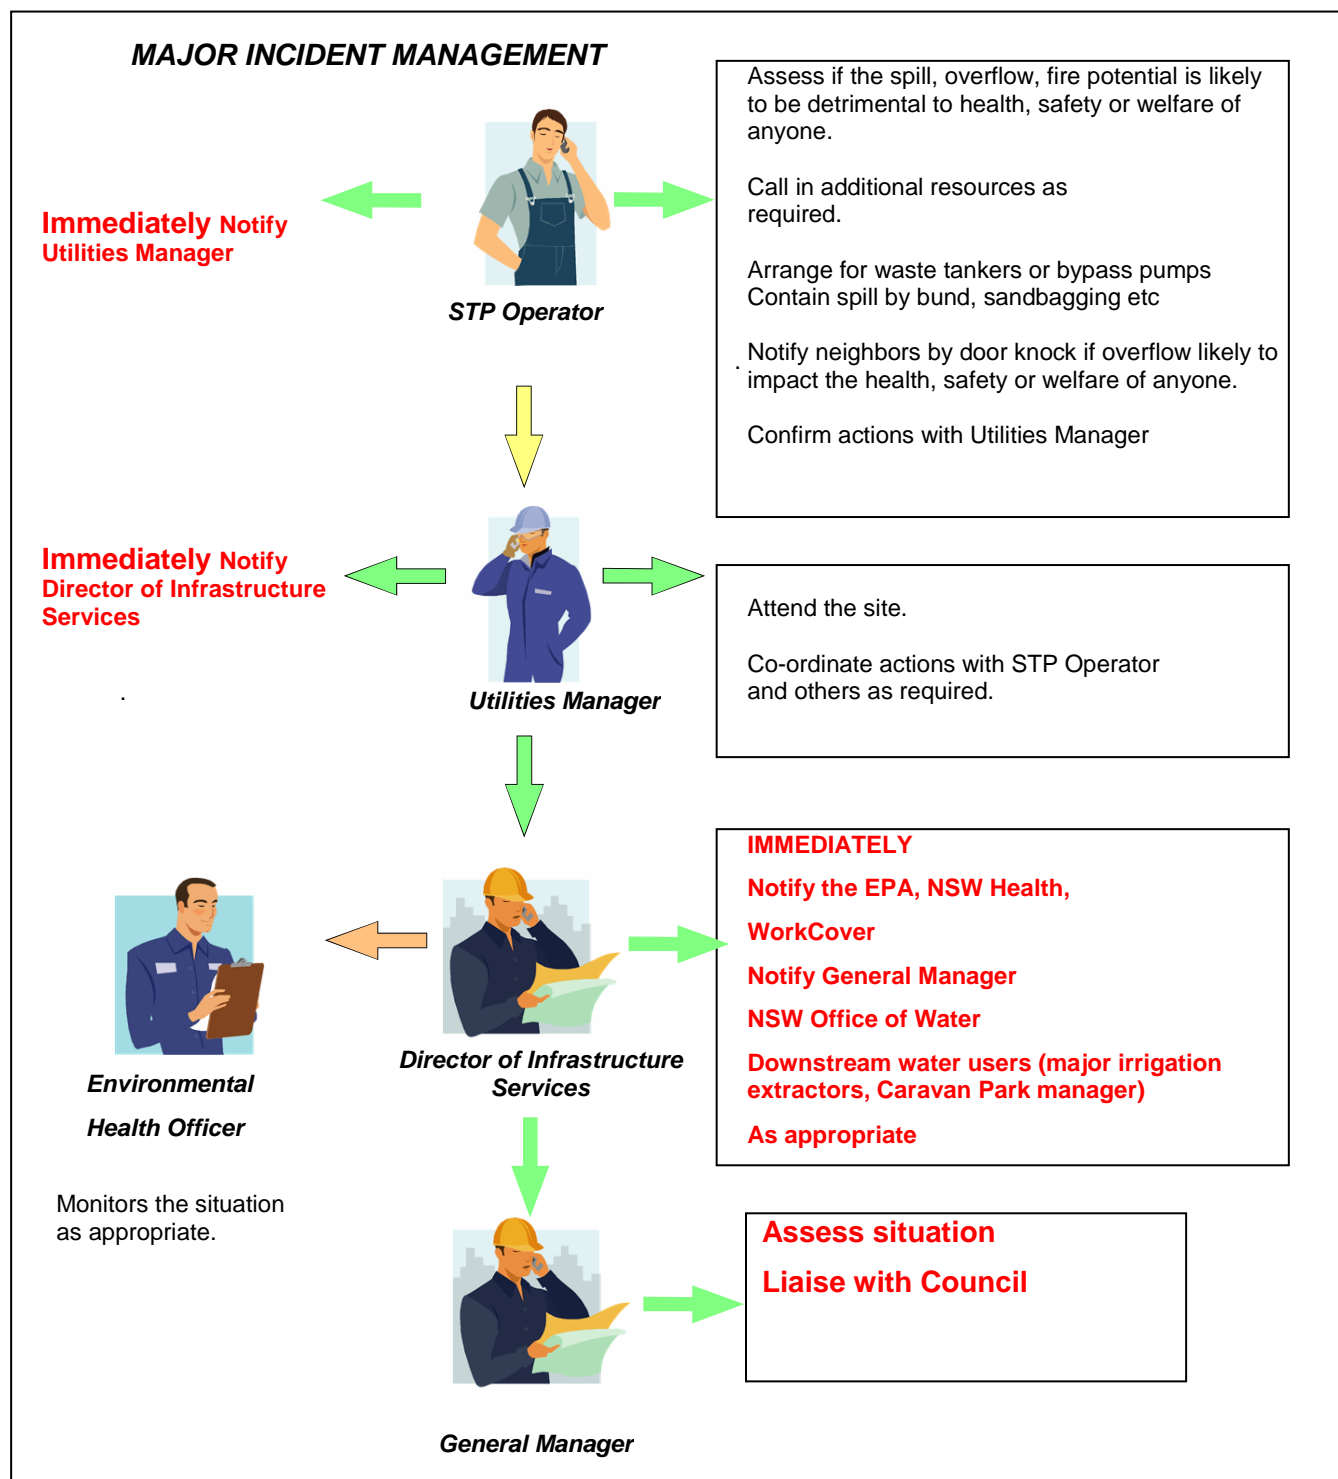 MAJOR INCIDENT MANAGEMENT
Assess if the spill, overflow, fire potential is likely
to be detrimental to health, safety or welfare of
anyone.
Call in additional resources as
required.
Arrange for waste tankers or bypass pumps
Contain spill by bund, sandbagging etc
Notify neighbors by door knock if overflow likely to
. impact the health, safety or welfare of anyone.
Confirm actions with Utilities Manager
Immediately Notify
Utilities Manager
STP Operator
Immediately Notify
Director of Infrastructure
Services
.
Utilities Manager
Attend the site.
Co-ordinate actions with STP Operator
and others as required.
IMMEDIATELY
Notify the EPA, NSW Health,
WorkCover
Notify General Manager
NSW Office of Water
Downstream water users (major irrigation
extractors, Caravan Park manager)
As appropriate
Director of Infrastructure
Services
Environmental
Health Officer
Monitors the situation
as appropriate.
Assess situation
Liaise with Council
General Manager